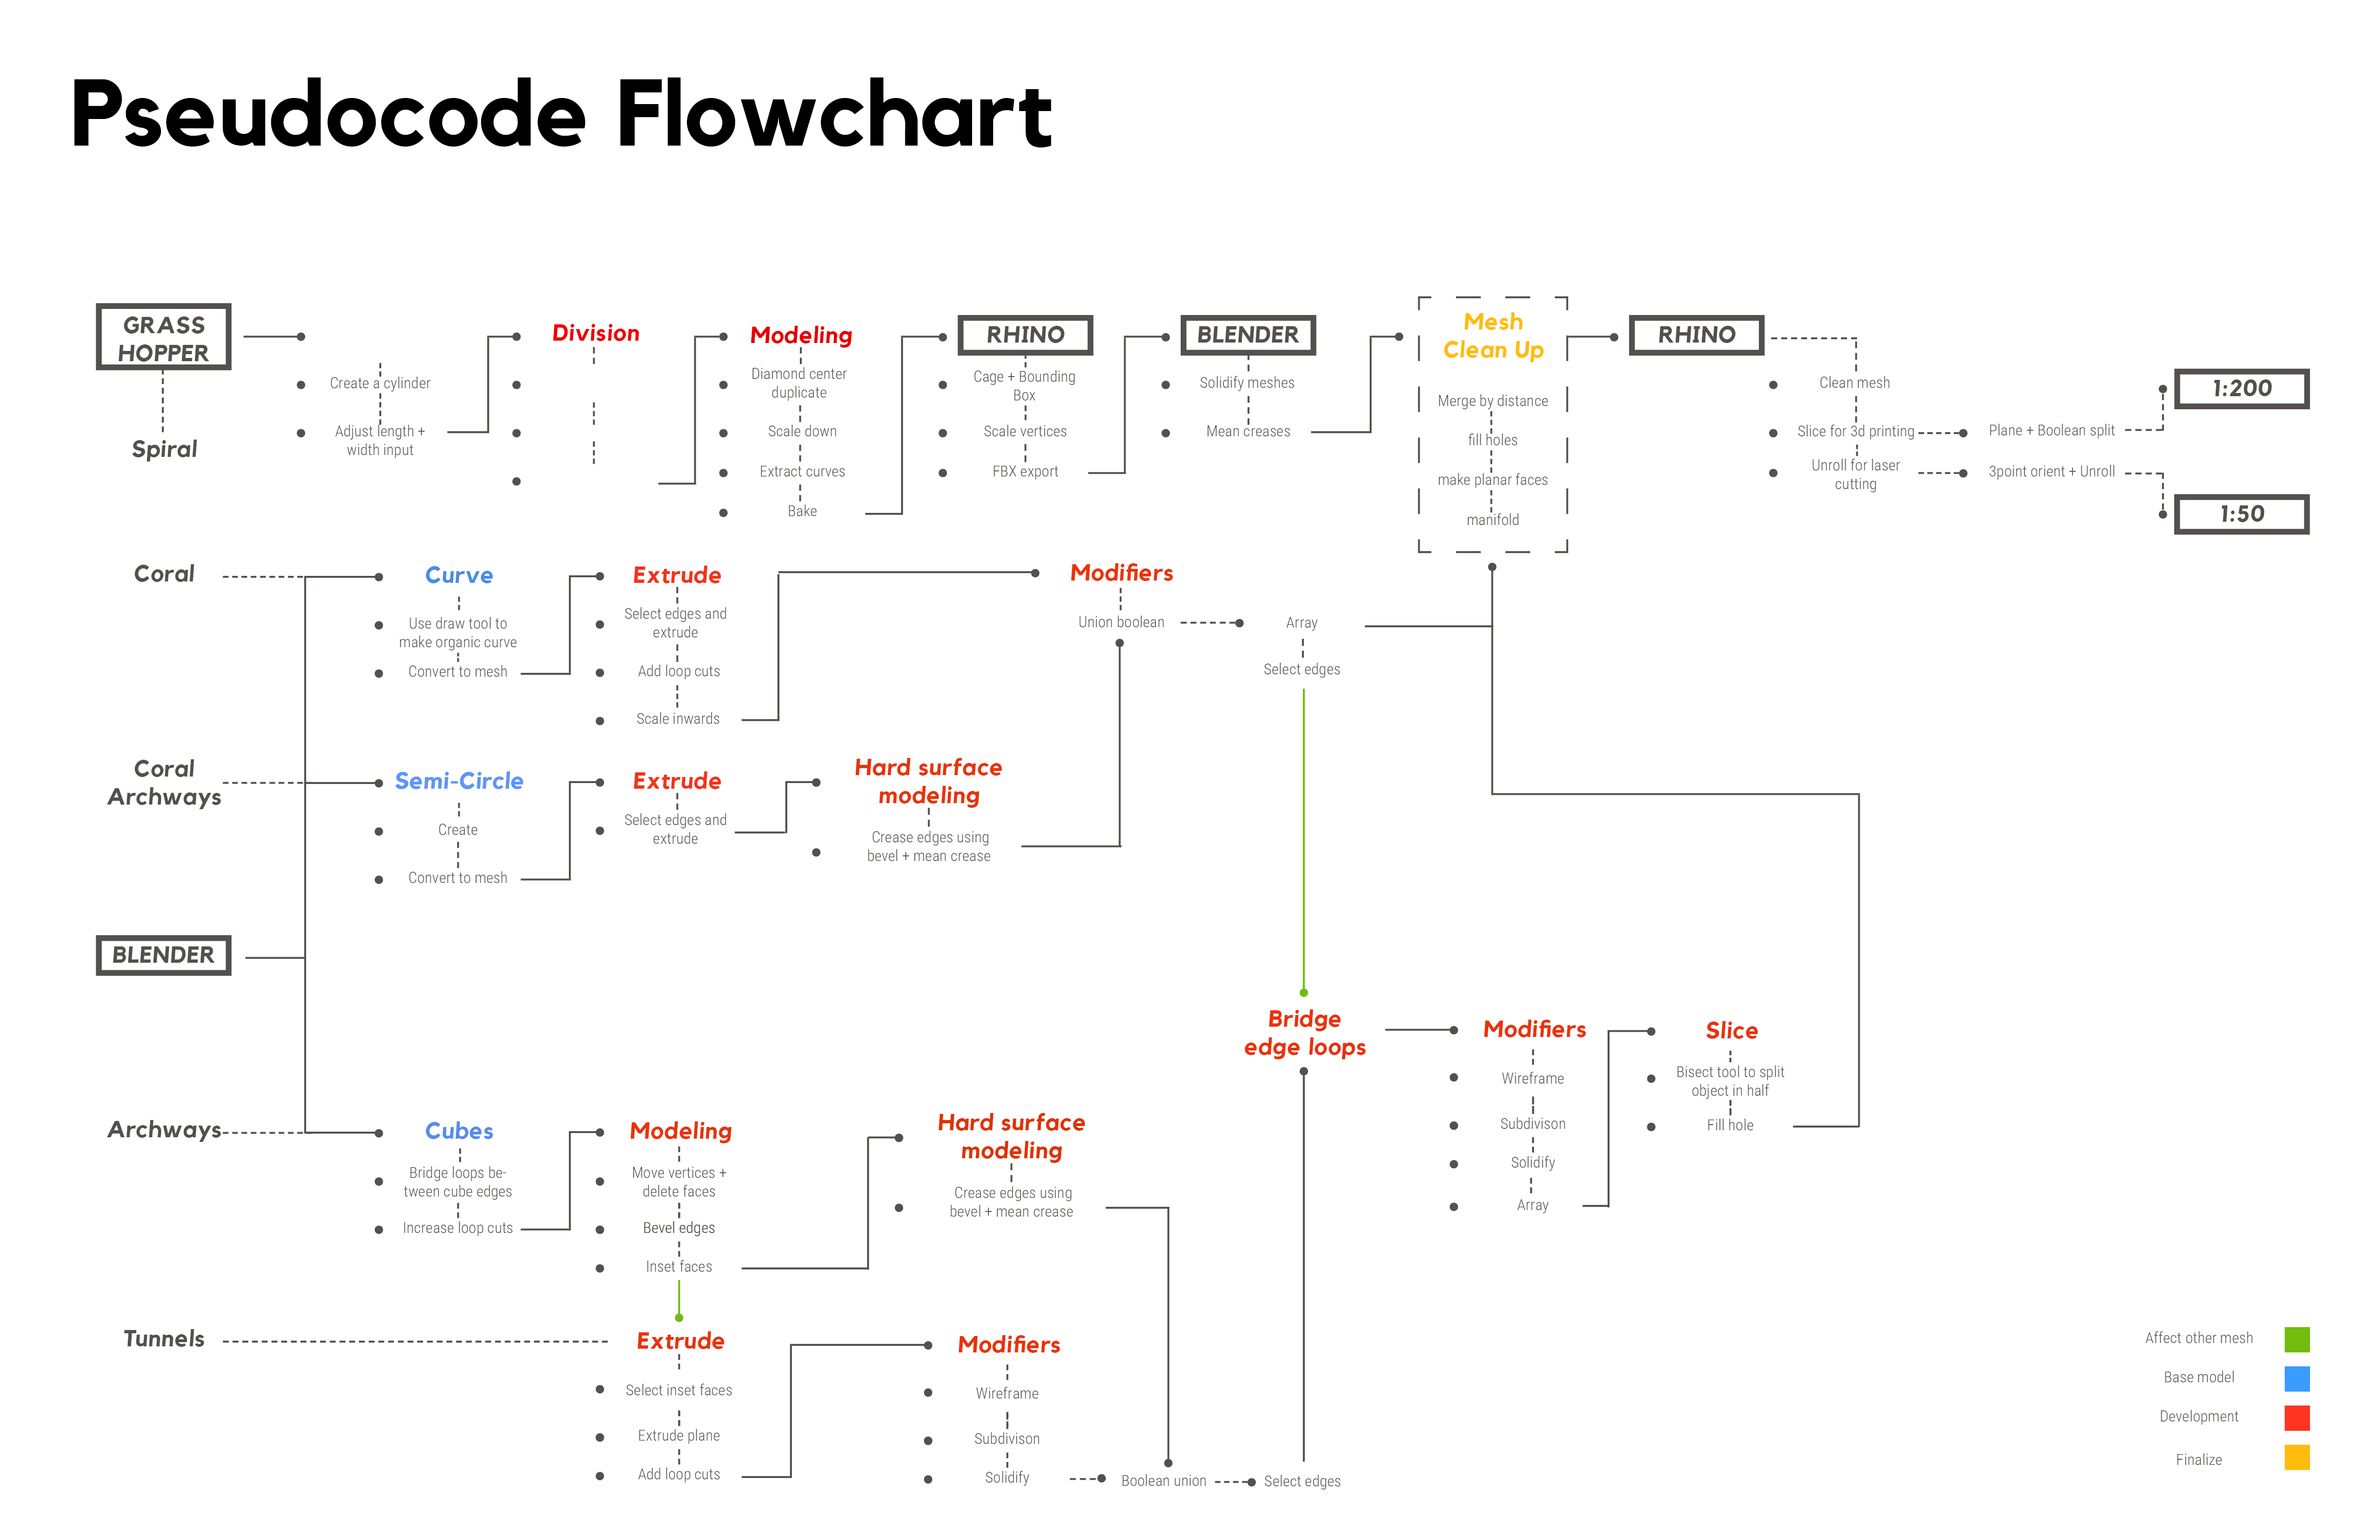 Pseudocode Flowchart
GRASS
HOPPER
Spiral
Create a cylinder
Adjust length +
width input
Division
Modeling
Diamond center
duplicate
Scale down
Extract curves
Bake
RHINO
Cage + Bounding
Box
Scale vertices
FBX export
BLENDER
Solidify meshes
Mean creases
Mesh
Clean Up
Merge by distance
fill holes
make planar faces
manifold
RHINO
Clean mesh
Slice for 3d printing
Unroll for laser
cutting
Plane + Boolean split
3point orient + Unroll
1:200
1:50
Coral
Curve
Use draw tool to
make organic curve
Convert to mesh
Extrude
Select edges and
extrude
Add loop cuts
Scale inwards
Modifiers
Union boolean
Array
Select edges
Coral
Archways
Semi-Circle
Create
Convert to mesh
Extrude
Select edges and
extrude
Hard surface
modeling
Crease edges using
bevel + mean crease
BLENDER
Bridge
edge loops
Modifiers
Wireframe
Subdivison
Solidify
Array
Slice
Bisect tool to split
object in half
Fill hole
Archways
Cubes
Bridge loops be-
tween cube edges
Increase loop cuts
Modeling
Move vertices +
delete faces
Bevel edges
Inset faces
Hard surface
modeling
Crease edges using
bevel + mean crease
Tunnels
Extrude
Select inset faces
Extrude plane
Add loop cuts
Modifiers
Wireframe
Subdivison
Solidify
Boolean union
Select edges
Affect other mesh
Base model
Development
Finalize